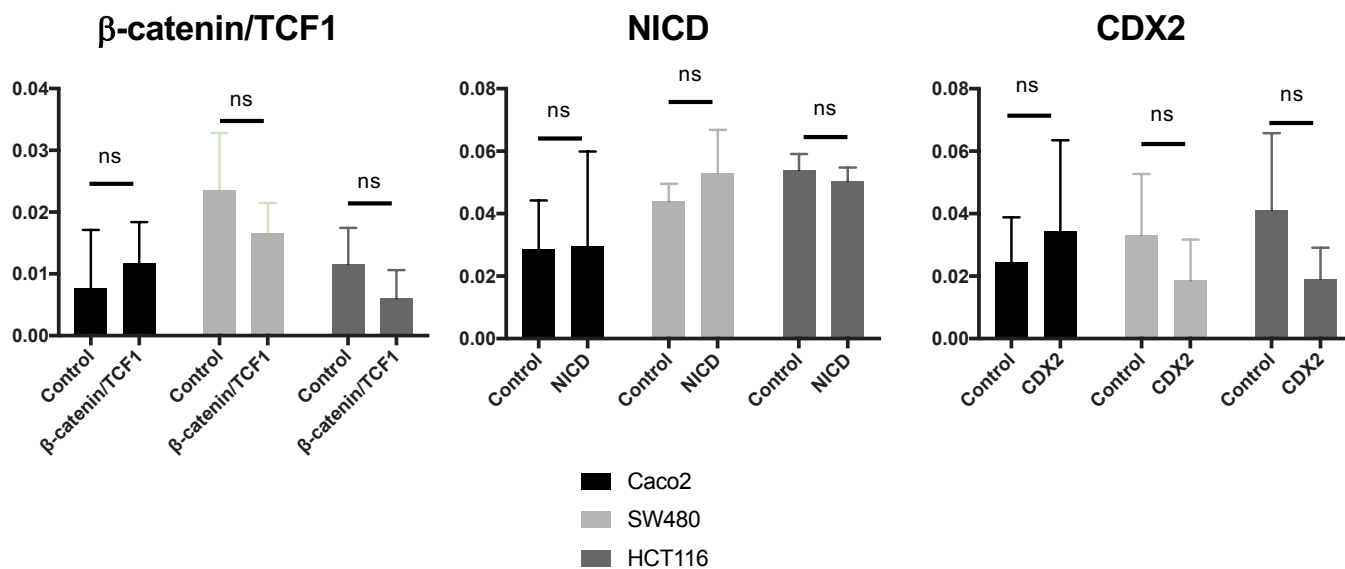 β-catenin/TCF1
NICD
CDX2
0.04
0.03
0.02
0.01
0.00
ns
ns
ns
Control
β-catenin/TCF1
Control
β-catenin/TCF1
Control
β-catenin/TCF1
0.08
0.06
0.04
0.02
0.00
ns
ns
ns
Control
NICD
Control
NICD
Control
NICD
0.08
0.06
0.04
0.02
0.00
ns
ns
ns
Control
CDX2
Control
CDX2
Control
CDX2
Caco2
SW480
HCT116